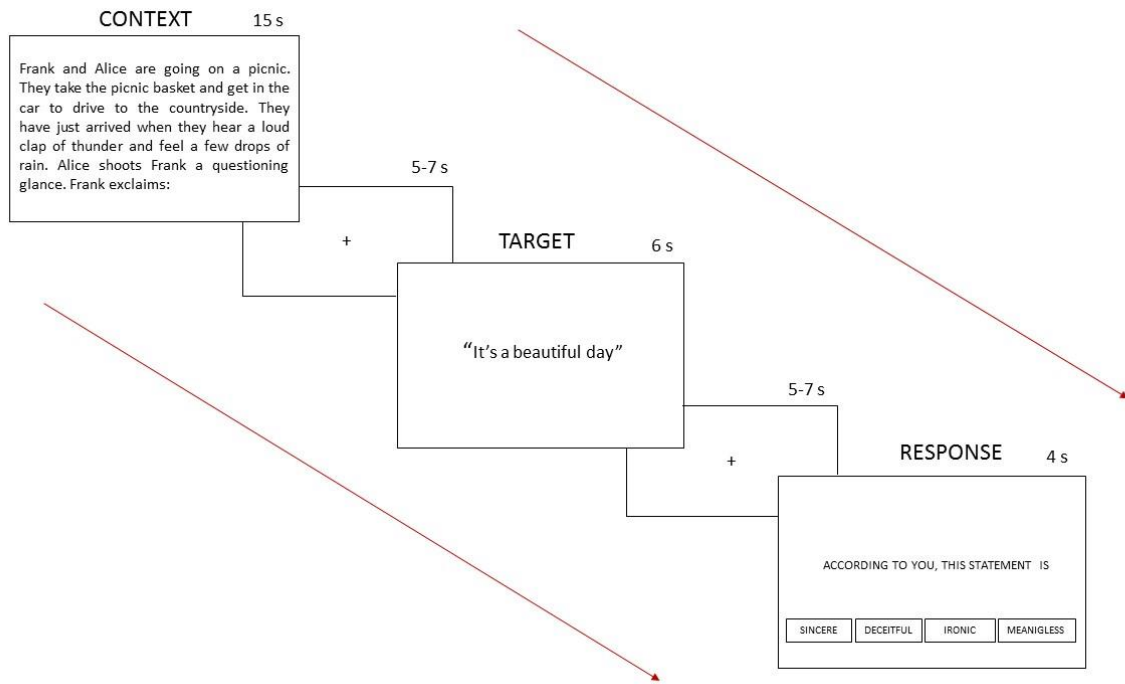 CONTEXT 15 s
Frank and Alice are going on a picnic.
They take the picnic basket and get in the
car to drive to the countryside. They
have just arrived when they hear a loud
clap of thunder and feel a few drops of
rain. Alice shoots Frank a questioning
glance. Frank exclaims:
5-7 s
+
TARGET 6 s
“It’s a beautiful day”
5-7 s
+
RESPONSE 4 s
ACCORDING TO YOU, THIS STATEMENT IS
SINCERE DECEITFUL IRONIC MEANIGLESS